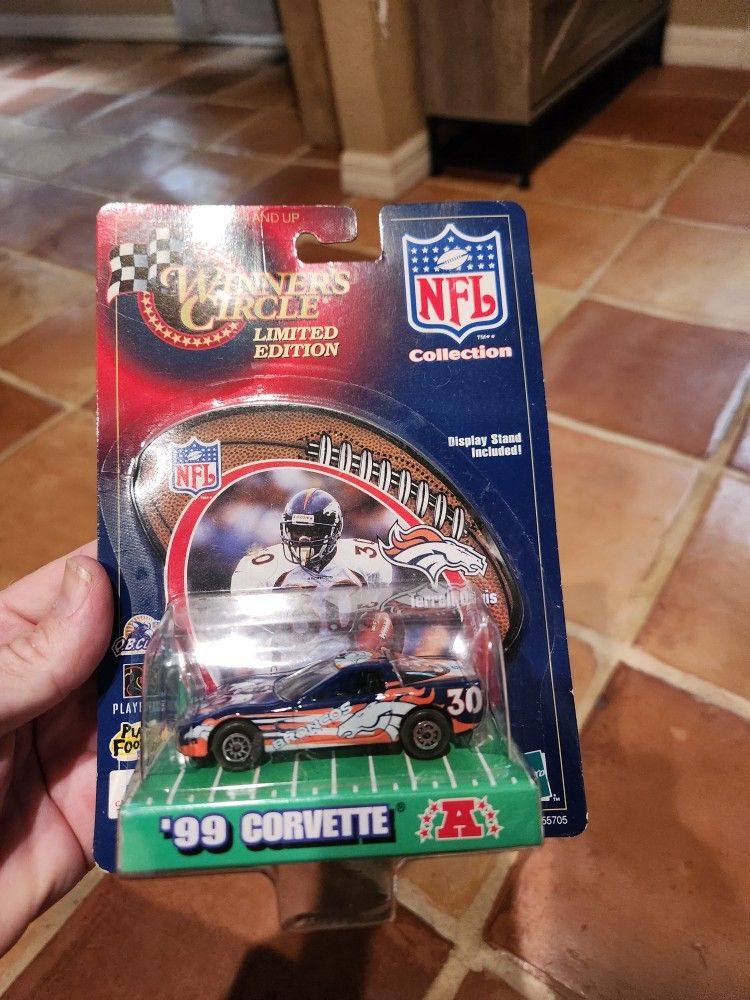 AND UP
WINNER'S
CIRCLE
LIMITED
EDITION
NFL
Collection
Display Stand
Included!
NFL
30
BRONCOS
30
'99 CORVETTE®
A